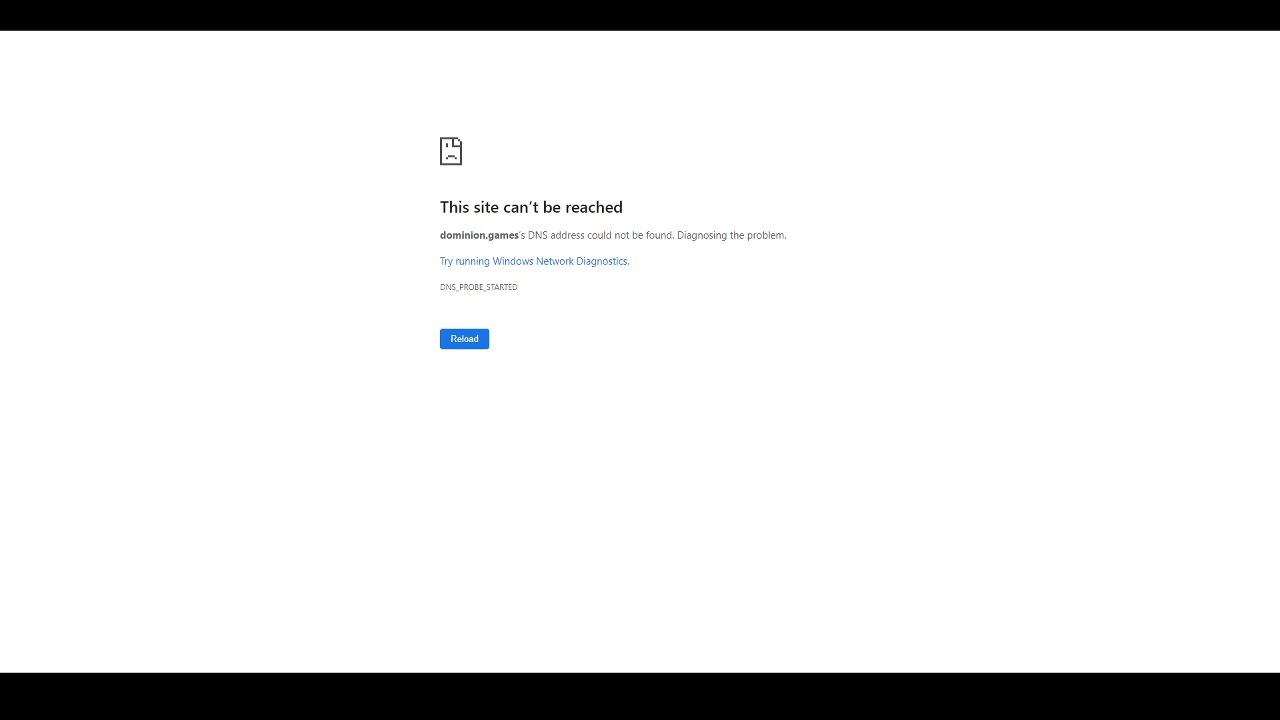 This site can’t be reached
dominion.games’s DNS address could not be found. Diagnosing the problem.
Try running Windows Network Diagnostics.
DNS_PROBE_STARTED
Reload